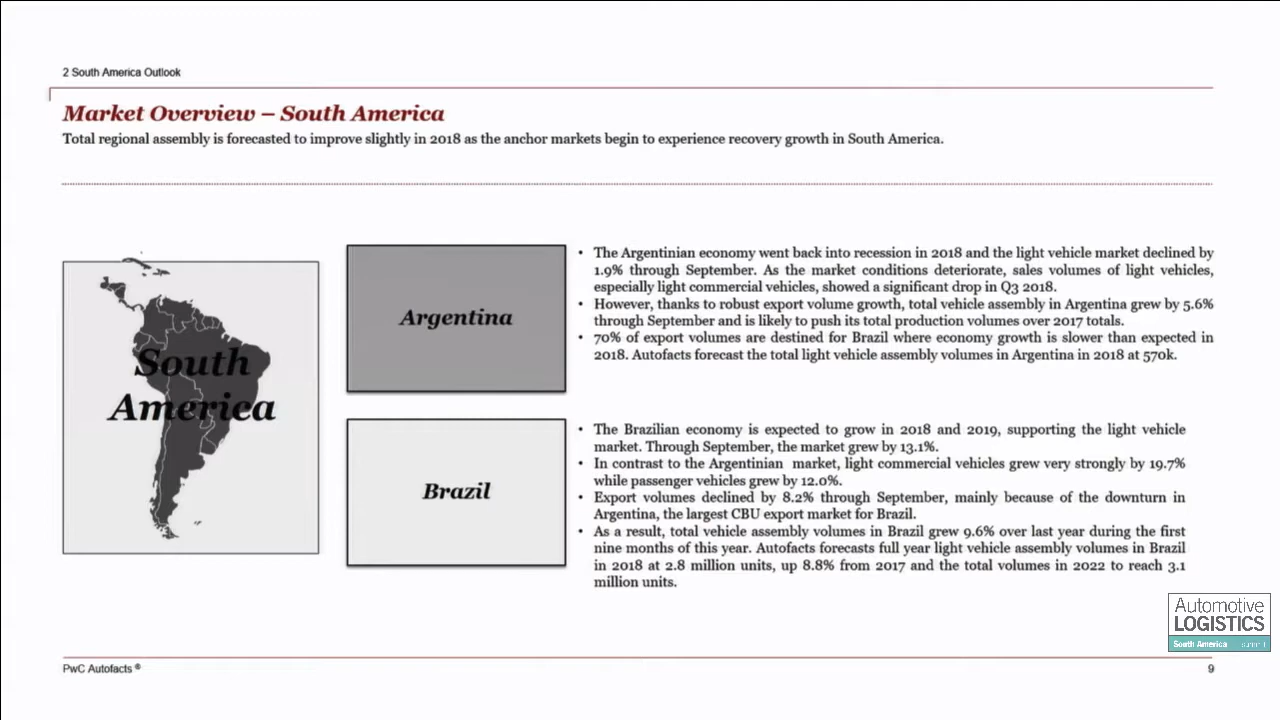 2 South America Outlook
Market Overview – South America
Total regional assembly is forecasted to improve slightly in 2018 as the anchor markets begin to experience recovery growth in South America.
South
America
Argentina
• The Argentinian economy went back into recession in 2018 and the light vehicle market declined by
1.9% through September. As the market conditions deteriorate, sales volumes of light vehicles,
especially light commercial vehicles, showed a significant drop in Q3 2018.
• However, thanks to robust export volume growth, total vehicle assembly in Argentina grew by 5.6%
through September and is likely to push its total production volumes over 2017 totals.
• 70% of export volumes are destined for Brazil where economy growth is slower than expected in
2018. Autofacts forecast the total light vehicle assembly volumes in Argentina in 2018 at 570k.
Brazil
• The Brazilian economy is expected to grow in 2018 and 2019, supporting the light vehicle
market. Through September, the market grew by 13.1%.
• In contrast to the Argentinian market, light commercial vehicles grew very strongly by 19.7%
while passenger vehicles grew by 12.0%.
• Export volumes declined by 8.2% through September, mainly because of the downturn in
Argentina, the largest CBU export market for Brazil.
• As a result, total vehicle assembly volumes in Brazil grew 9.6% over last year during the first
nine months of this year. Autofacts forecasts full year light vehicle assembly volumes in Brazil
in 2018 at 2.8 million units, up 8.8% from 2017 and the total volumes in 2022 to reach 3.1
million units.
Automotive
LOGISTICS
South America summit
PwC Autofacts ®
9